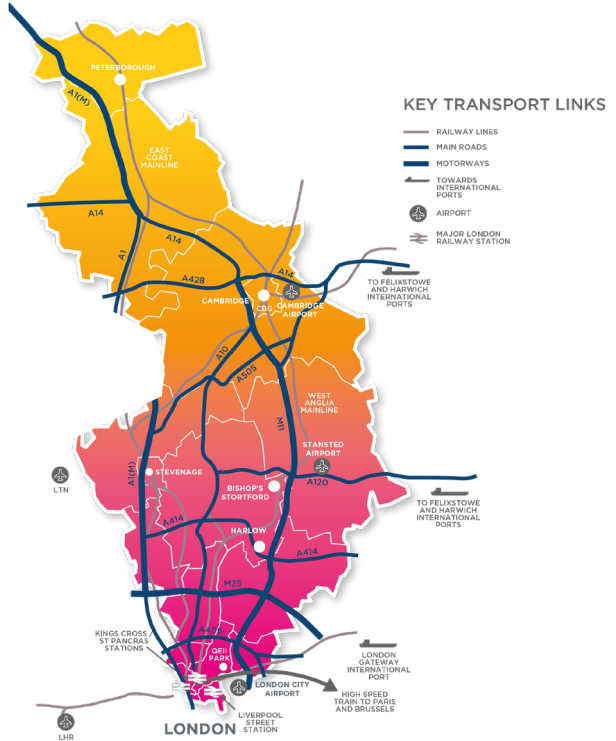 PETERBOROUGH
A1(M)
EAST
COAST
MAINLINE
A14
A14
A1
A428
A14
CAMBRIDGE
CBG
CAMBRIDGE
AIRPORT
TO FELIXSTOWE
AND HARWICH
INTERNATIONAL
PORTS
KEY TRANSPORT LINKS
RAILWAY LINES
MAIN ROADS
MOTORWAYS
TOWARDS
INTERNATIONAL
PORTS
AIRPORT
MAJOR LONDON
RAILWAY STATION
A10
A505
WEST
ANGLIA
MAINLINE
M11
STANSTED
AIRPORT
A120
LTN
A1(M)
STEVENAGE
BISHOP'S
STORTFORD
TO FELIXSTOWE
AND HARWICH
INTERNATIONAL
PORTS
A414
HARLOW
A414
M25
KINGS CROSS /
ST PANCRAS
STATIONS
A406
QEII
PARK
LONDON
GATEWAY
INTERNATIONAL
PORT
LONDON CITY
AIRPORT
HIGH SPEED
TRAIN TO PARIS
AND BRUSSELS
LIVERPOOL
STREET
STATION
LONDON
LHR